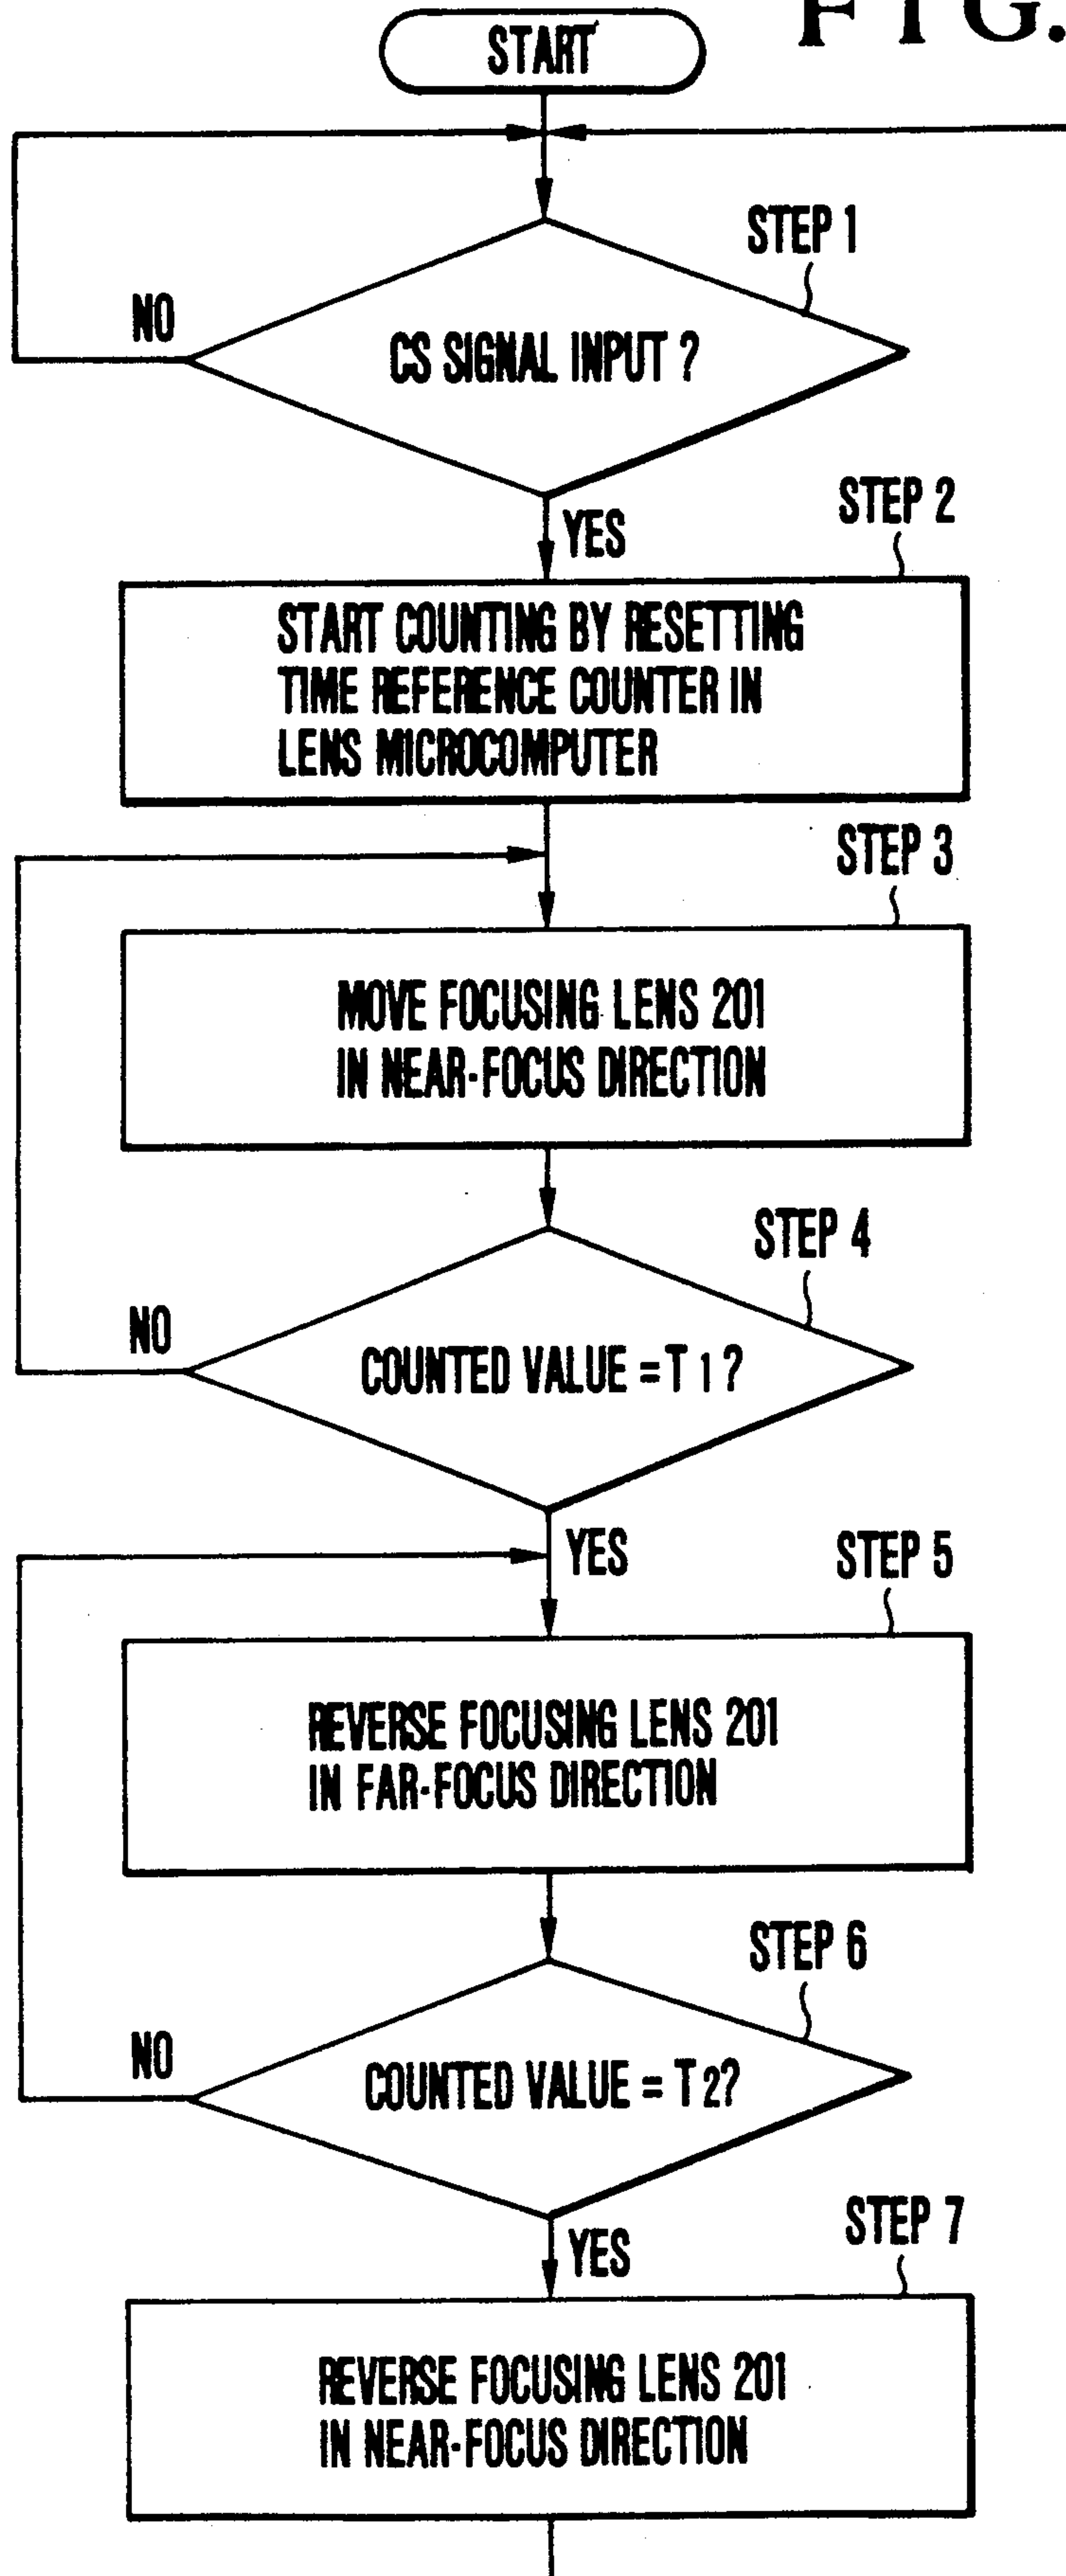 FIG.
START
STEP 1
NO
CS SIGNAL INPUT ?
YES
STEP 2
START COUNTING BY RESETTING
TIME REFERENCE COUNTER IN
LENS MICROCOMPUTER
STEP 3
MOVE FOCUSING LENS 201
IN NEAR-FOCUS DIRECTION
STEP 4
NO
COUNTED VALUE = T 1 ?
YES
STEP 5
REVERSE FOCUSING LENS 201
IN FAR-FOCUS DIRECTION
STEP 6
NO
COUNTED VALUE = T 2?
YES
STEP 7
REVERSE FOCUSING LENS 201
IN NEAR-FOCUS DIRECTION